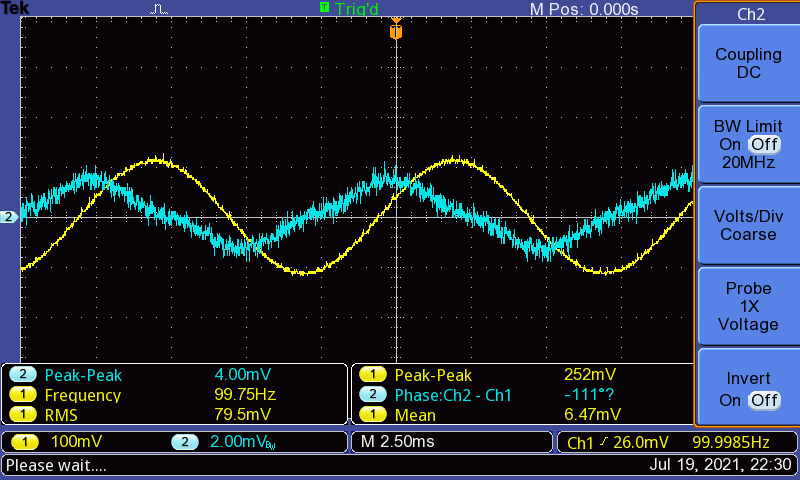 Tek T Trig'd M Pos: 0.000s Ch2
T
Coupling
DC
BW Limit
On Off
20MHz
2
Volts/Div
Coarse
Probe
1X
Voltage
Invert
On Off
2 Peak-Peak 4.00mV
1 Frequency 99.75Hz
1 RMS 79.5mV
1 Peak-Peak 252mV
2 Phase:Ch2 - Ch1 -111°?
1 Mean 6.47mV
1 100mV 2 2.00mVBW M 2.50ms Ch1 / 26.0mV 99.9985Hz
Please wait.... Jul 19, 2021, 22:30